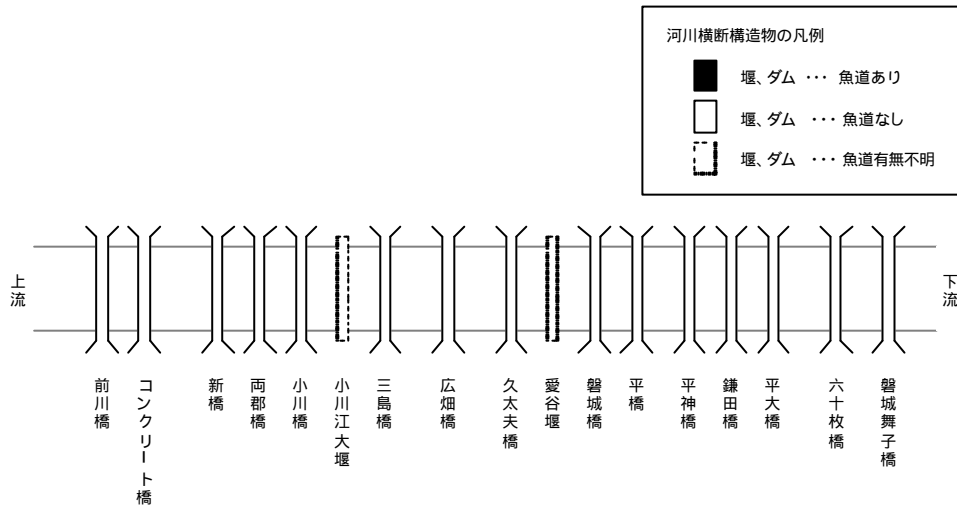 河川横断構造物の凡例
堰、ダム ・・・ 魚道あり
堰、ダム ・・・ 魚道なし
堰、ダム ・・・ 魚道有無不明
上流
下流
前川橋
コンクリート橋
新橋
両郡橋
小川橋
小川江大堰
三島橋
広畑橋
久太夫橋
愛谷堰
磐城橋
平橋
平神橋
鎌田橋
平大橋
六十枚橋
磐城舞子橋